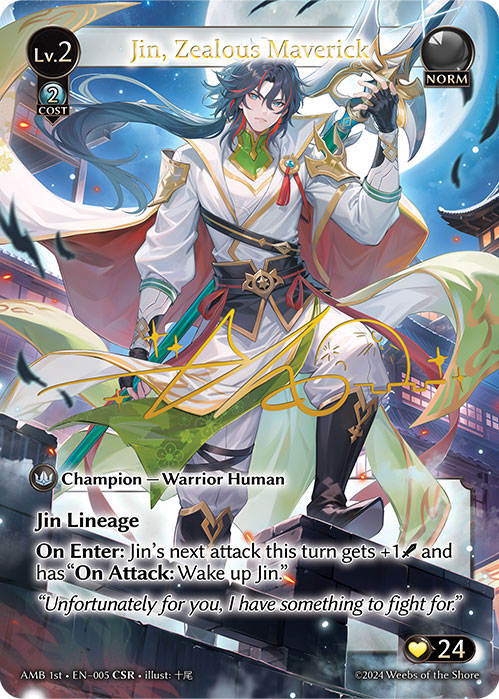 Lv.2
Jin, Zealous Maverick
NORM
2
COST
Champion — Warrior Human
Jin Lineage
On Enter: Jin's next attack this turn gets +1 and
has “On Attack: Wake up Jin.”
“Unfortunately for you, I have something to fight for.”
24
AMB 1st • EN-005 CSR • illust: 十尾
©2024 Weebs of the Shore